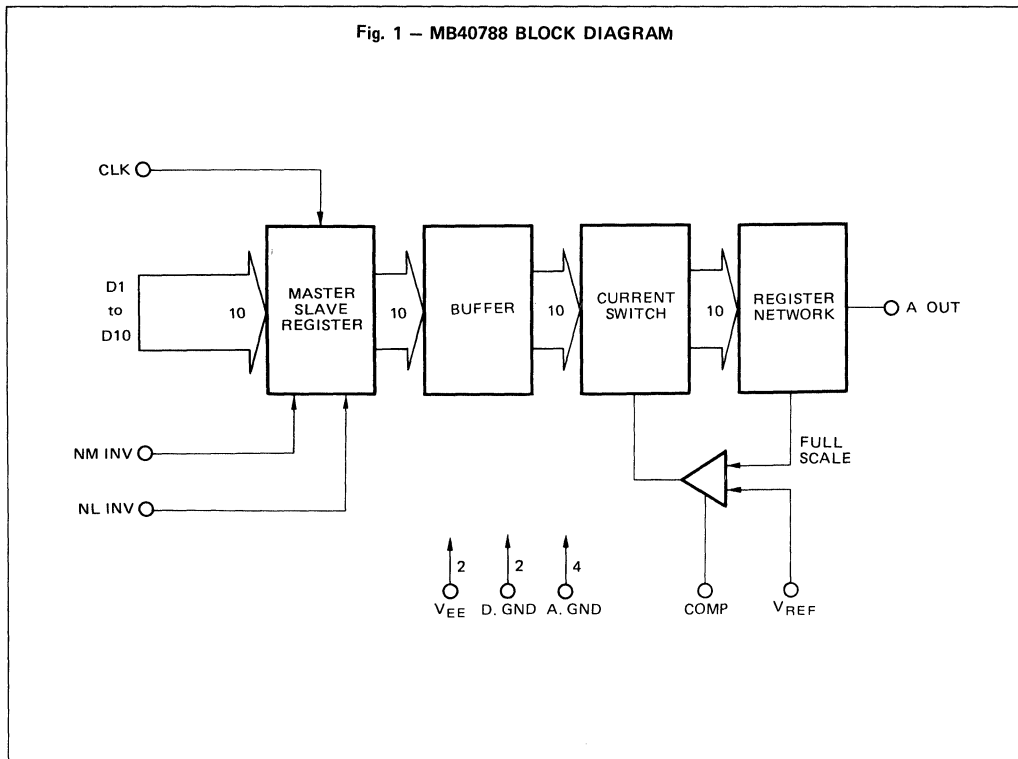 Fig. 1 – MB40788 BLOCK DIAGRAM
CLK
D1
to
D10
10
MASTER
SLAVE
REGISTER
10
BUFFER
10
CURRENT
SWITCH
10
REGISTER
NETWORK
A OUT
NM INV
NL INV
FULL
SCALE
2
VEE
2
D. GND
4
A. GND
COMP
VREF